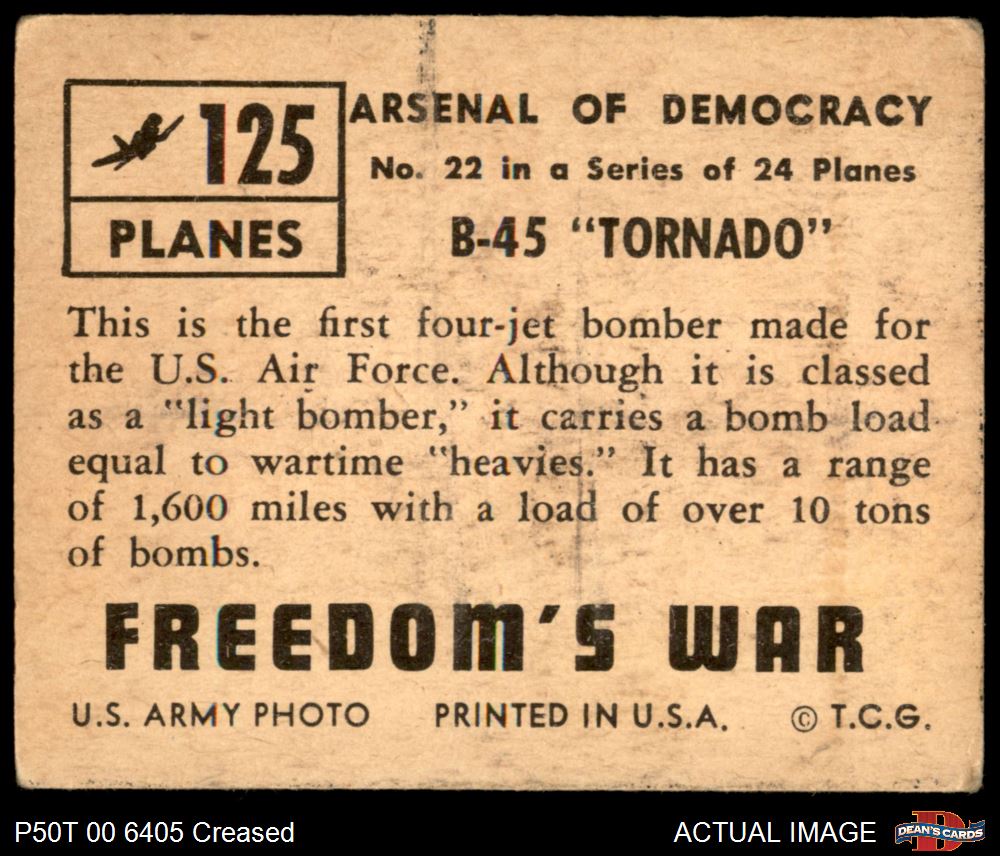 125
PLANES
ARSENAL OF DEMOCRACY
No. 22 in a Series of 24 Planes
B-45 "TORNADO"
This is the first four-jet bomber made for
the U.S. Air Force. Although it is classed
as a "light bomber," it carries a bomb load
equal to wartime "heavies." It has a range
of 1,600 miles with a load of over 10 tons
of bombs.
FREEDOM'S WAR
U.S. ARMY PHOTO PRINTED IN U.S.A. © T.C.G.
P50T 00 6405 Creased
ACTUAL IMAGE
DEAN'S CARDS